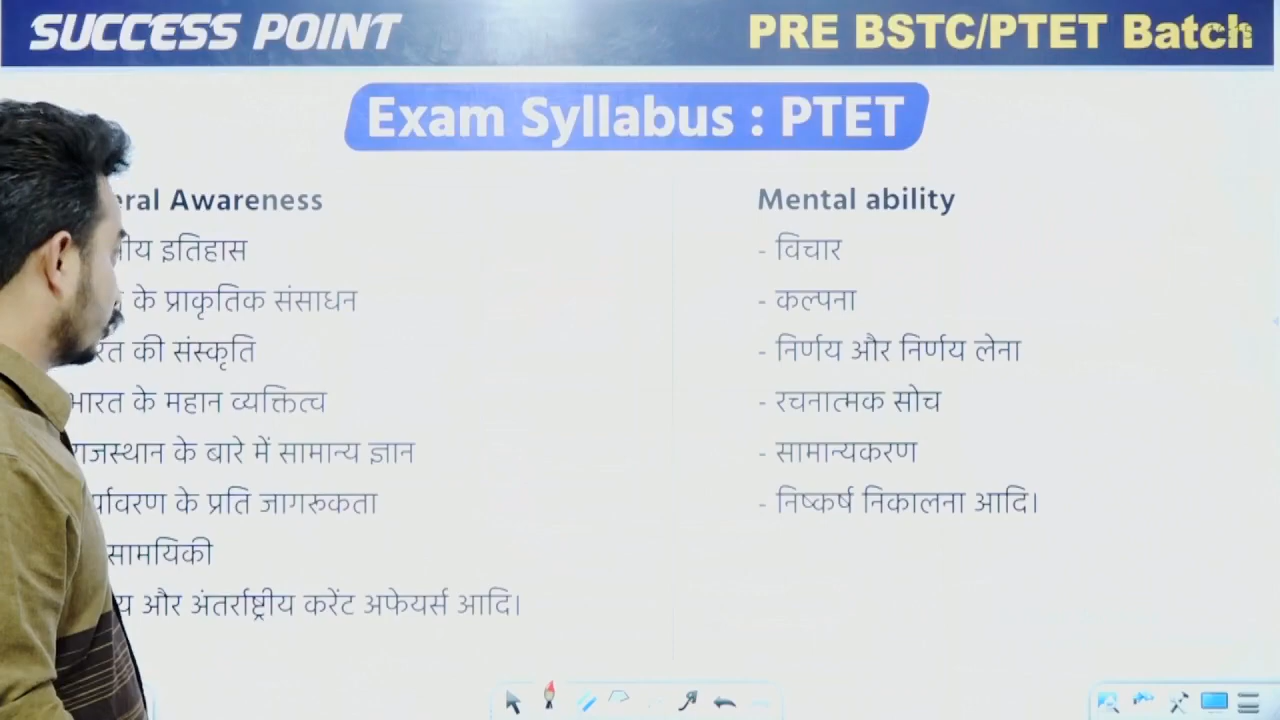 SUCCESS POINT
PRE BSTC/PTET Batch
Exam Syllabus : PTET
Awareness
इतिहास
के प्राकृतिक संसाधन
की संस्कृति
भारत के महान व्यक्तित्व
राजस्थान के बारे में सामान्य ज्ञान
के प्रति जागरूकता
सामयिकी
और अंतर्राष्ट्रीय करेंट अफेयर्स आदि।
Mental ability
- विचार
- कल्पना
- निर्णय और निर्णय लेना
- रचनात्मक सोच
- सामान्यकरण
- निष्कर्ष निकालना आदि।